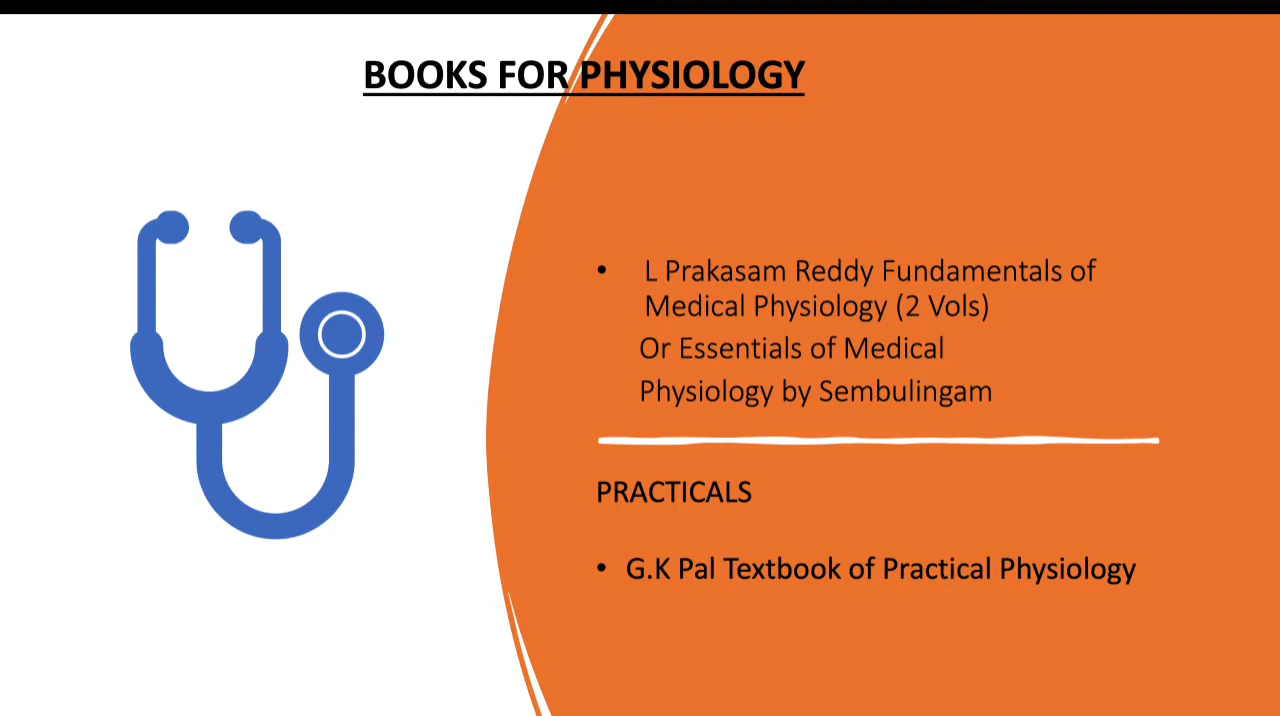 BOOKS FOR PHYSIOLOGY
• L Prakasam Reddy Fundamentals of
Medical Physiology (2 Vols)
Or Essentials of Medical
Physiology by Sembulingam
PRACTICALS
• G.K Pal Textbook of Practical Physiology